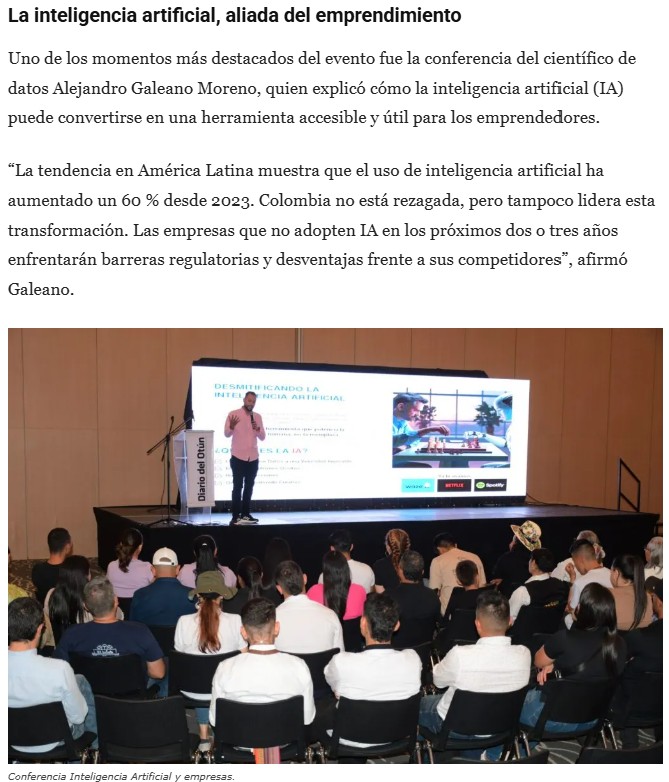 La inteligencia artificial, aliada del emprendimiento
Uno de los momentos más destacados del evento fue la conferencia del científico de
datos Alejandro Galeano Moreno, quien explicó cómo la inteligencia artificial (IA)
puede convertirse en una herramienta accesible y útil para los emprendedores.
“La tendencia en América Latina muestra que el uso de inteligencia artificial ha
aumentado un 60 % desde 2023. Colombia no está rezagada, pero tampoco lidera esta
transformación. Las empresas que no adopten IA en los próximos dos o tres años
enfrentarán barreras regulatorias y desventajas frente a sus competidores”, afirmó
Galeano.
DESMITIFICANDO LA
INTELIGENCIA ARTIFICIAL
ES LA IA?
NETFLIX
Spotify
Diario del Otún
Conferencia Inteligencia Artificial y empresas.